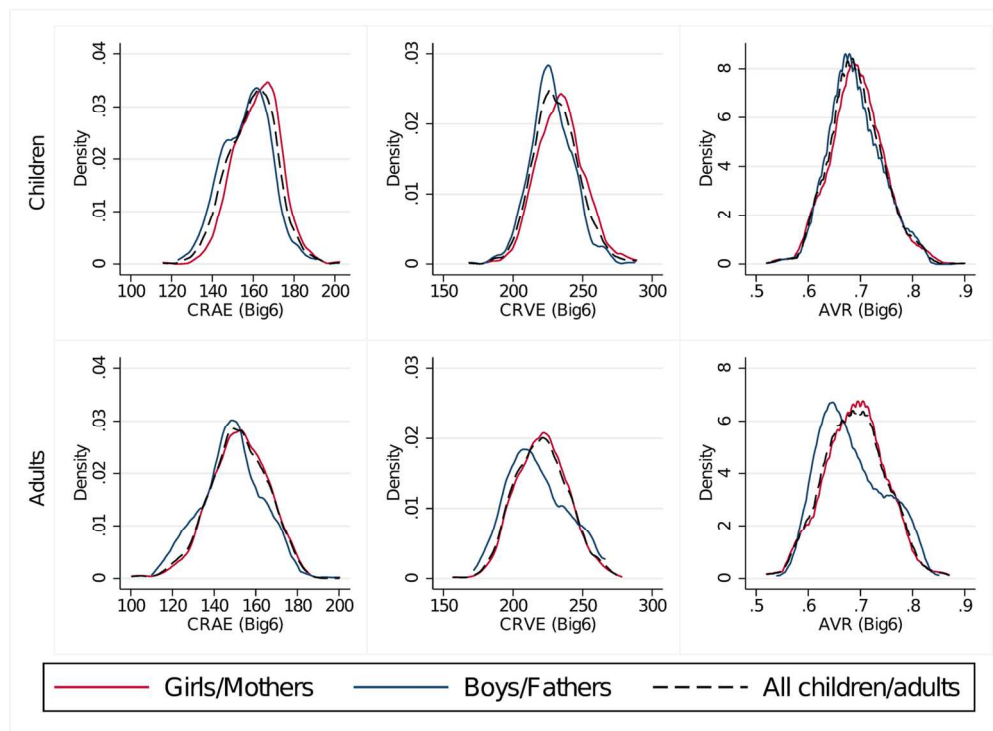 Children
Density
0 .01 .02 .03 .04
100 120 140 160 180 200
CRAE (Big6)
Density
0 .01 .02 .03
150 200 250 300
CRVE (Big6)
Density
0 2 4 6 8
.5 .6 .7 .8 .9
AVR (Big6)
Adults
Density
0 .01 .02 .03 .04
100 120 140 160 180 200
CRAE (Big6)
Density
0 .01 .02 .03
150 200 250 300
CRVE (Big6)
Density
0 2 4 6 8
.5 .6 .7 .8 .9
AVR (Big6)
Girls/Mothers Boys/Fathers All children/adults